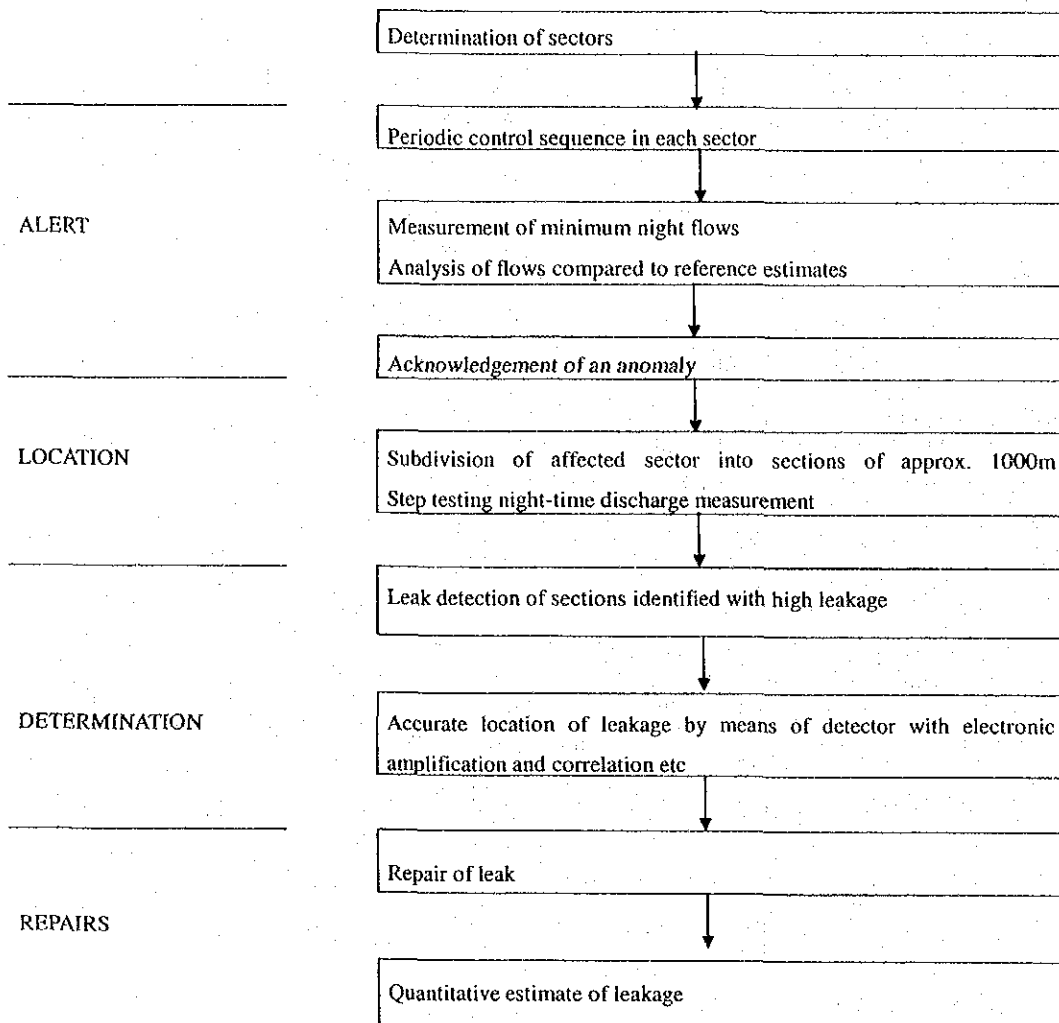 Determination of sectors
Periodic control sequence in each sector
ALERT
Measurement of minimum night flows
Analysis of flows compared to reference estimates
Acknowledgement of an anomaly
LOCATION
Subdivision of affected sector into sections of approx. 1000m
Step testing night-time discharge measurement
Leak detection of sections identified with high leakage
DETERMINATION
Accurate location of leakage by means of detector with electronic
amplification and correlation etc
Repair of leak
REPAIRS
Quantitative estimate of leakage